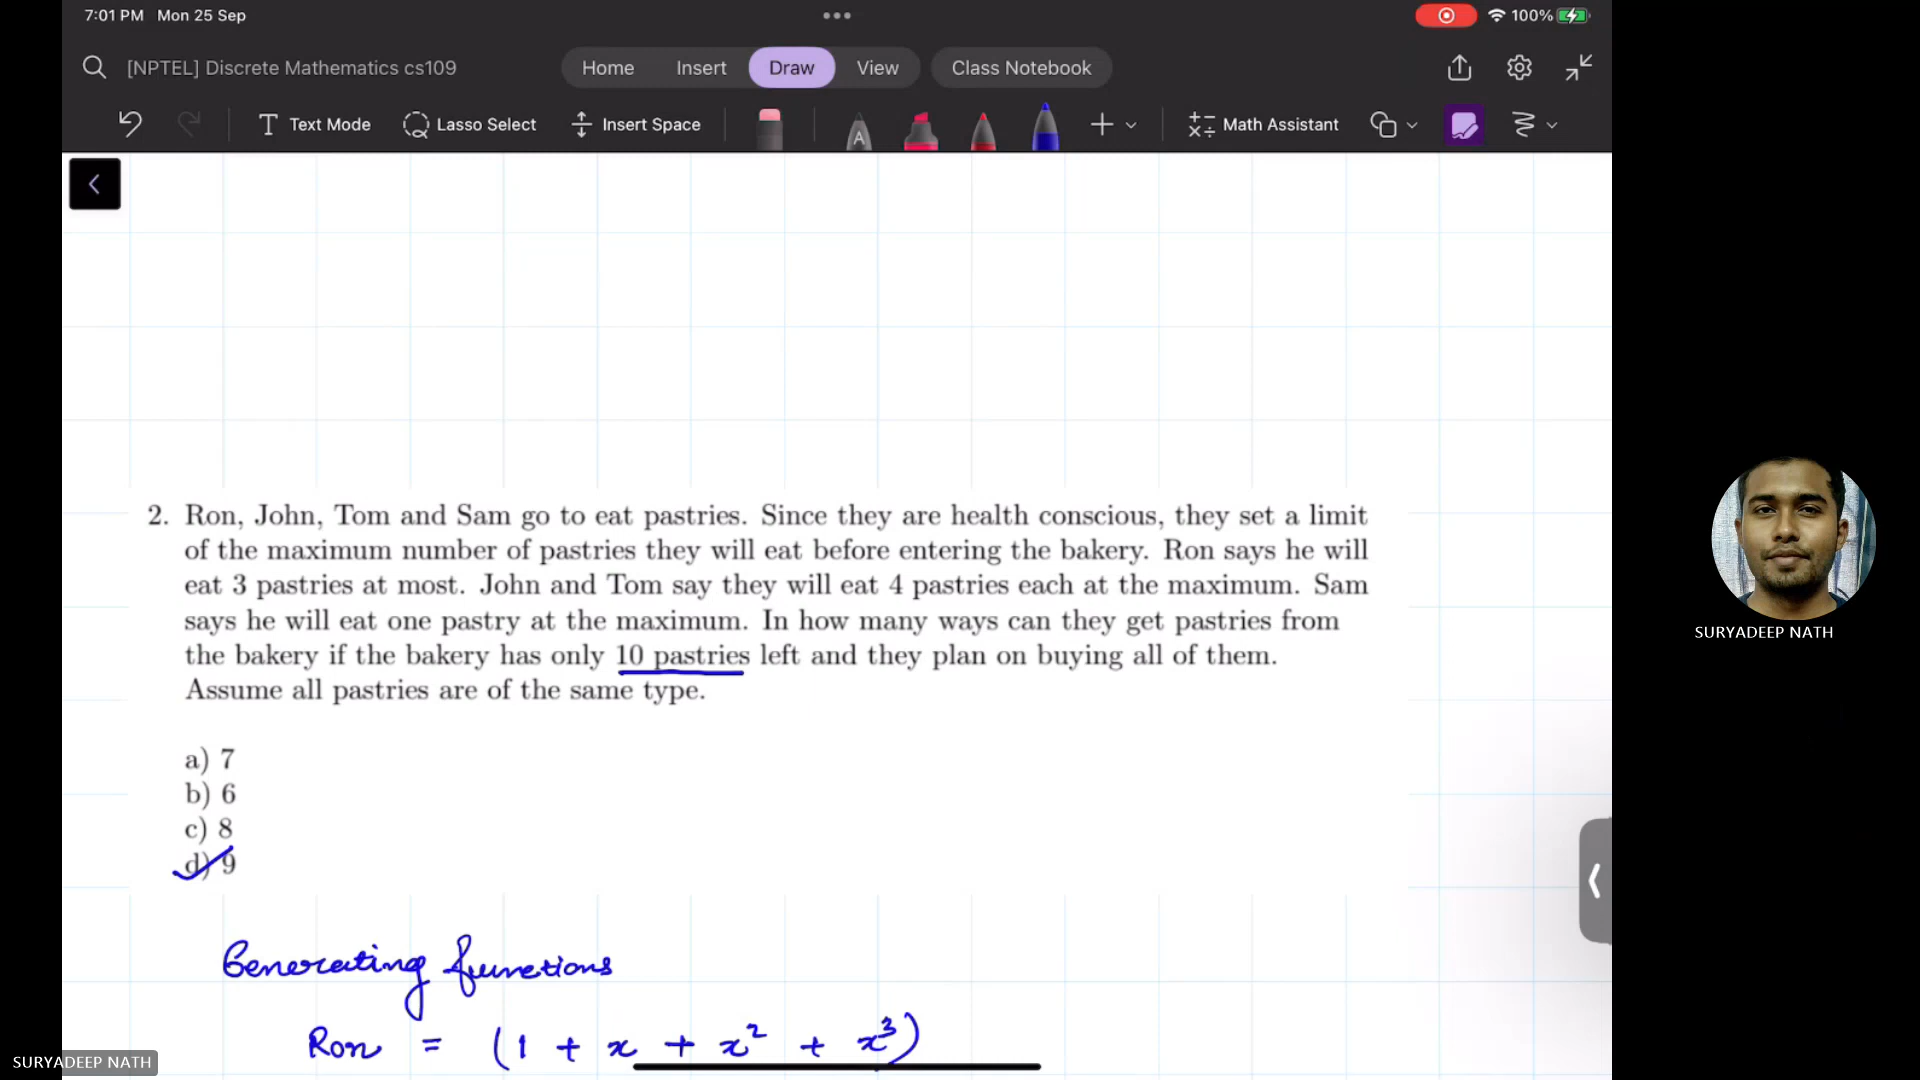 7:01 PM Mon 25 Sep
100%
[NPTEL] Discrete Mathematics cs109
Home Insert Draw View Class Notebook
Text Mode Lasso Select Insert Space A Math Assistant
2. Ron, John, Tom and Sam go to eat pastries. Since they are health conscious, they set a limit
of the maximum number of pastries they will eat before entering the bakery. Ron says he will
eat 3 pastries at most. John and Tom say they will eat 4 pastries each at the maximum. Sam
says he will eat one pastry at the maximum. In how many ways can they get pastries from
the bakery if the bakery has only 10 pastries left and they plan on buying all of them.
Assume all pastries are of the same type.
a) 7
b) 6
c) 8
d) 9
Generating functions
Ron = (1 + x + x² + x³)
SURYADEEP NATH
SURYADEEP NATH